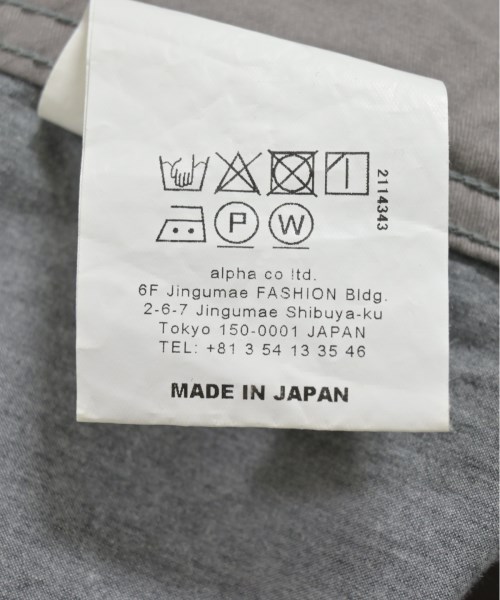 2114343
P W
alpha co ltd.
6F Jingumae FASHION Bldg.
2-6-7 Jingumae Shibuya-ku
Tokyo 150-0001 JAPAN
TEL: +81 3 54 13 35 46
MADE IN JAPAN